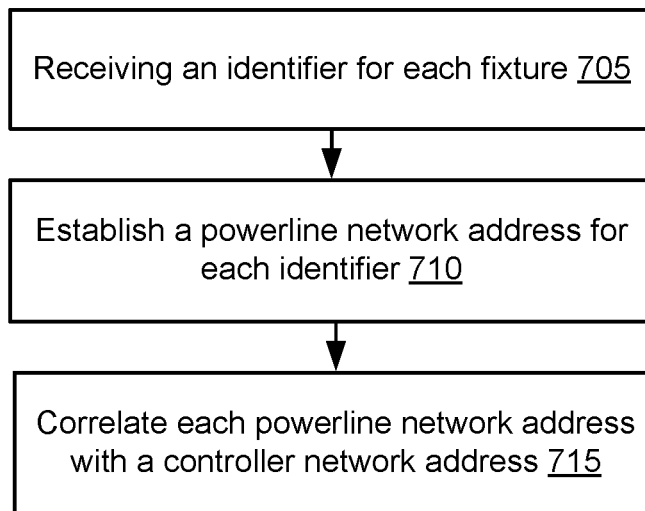 Receiving an identifier for each fixture 705
Establish a powerline network address for
each identifier 710
Correlate each powerline network address
with a controller network address 715